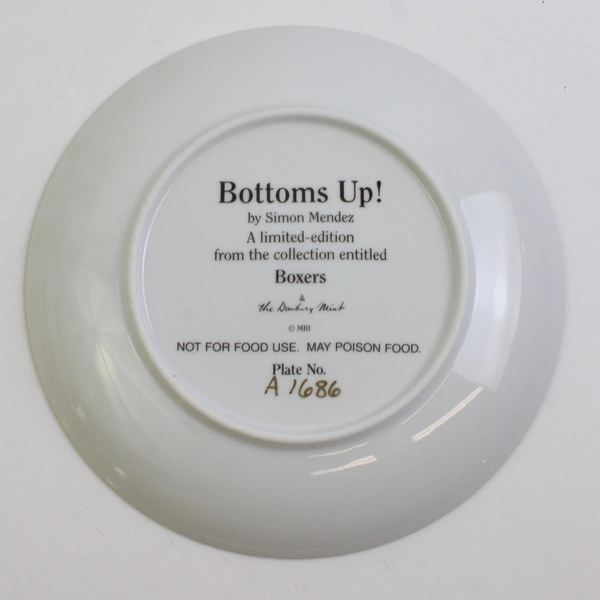 Bottoms Up!
by Simon Mendez
A limited-edition
from the collection entitled
Boxers
the Danbury Mint
© MBI
NOT FOR FOOD USE. MAY POISON FOOD.
Plate No.
A 1686